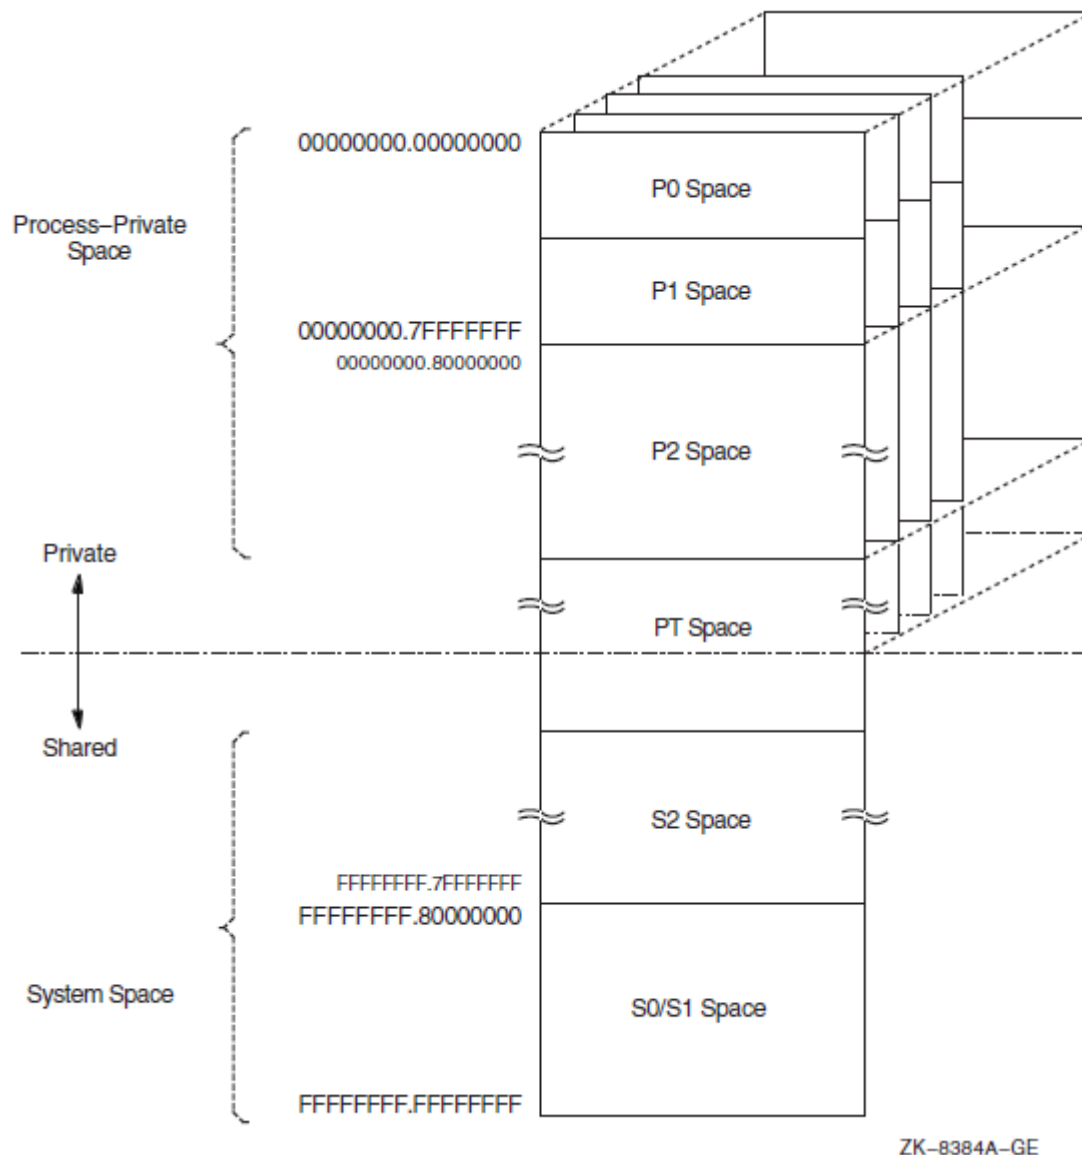 00000000.00000000
P0 Space
Process–Private
Space
P1 Space
00000000.7FFFFFFF
00000000.80000000
P2 Space
Private
PT Space
Shared
S2 Space
FFFFFFFF.7FFFFFFF
FFFFFFFF.80000000
System Space
S0/S1 Space
FFFFFFFF.FFFFFFFF
ZK–8384A–GE